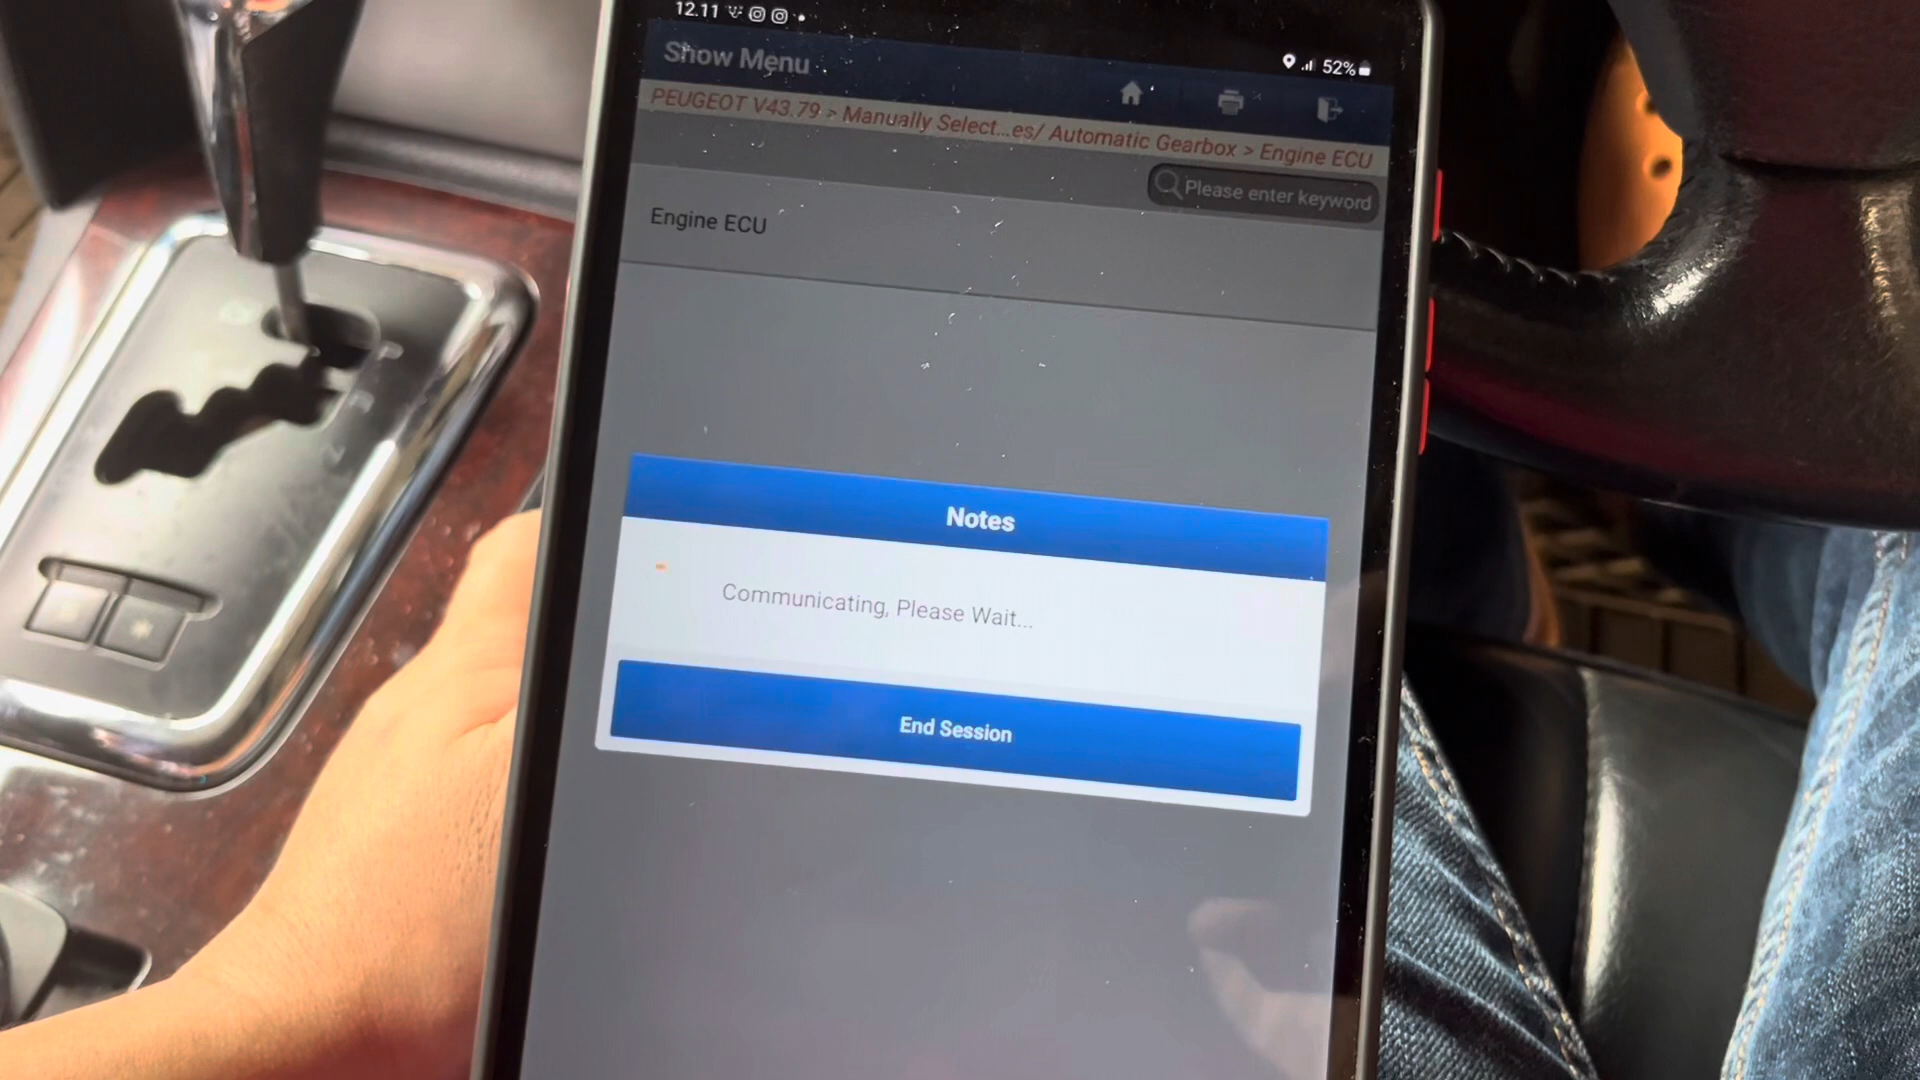 12.11
52%
Show Menu
PEUGEOT V43.79 > Manually Select...es/ Automatic Gearbox > Engine ECU
Please enter keyword
Engine ECU
Notes
Communicating, Please Wait...
End Session